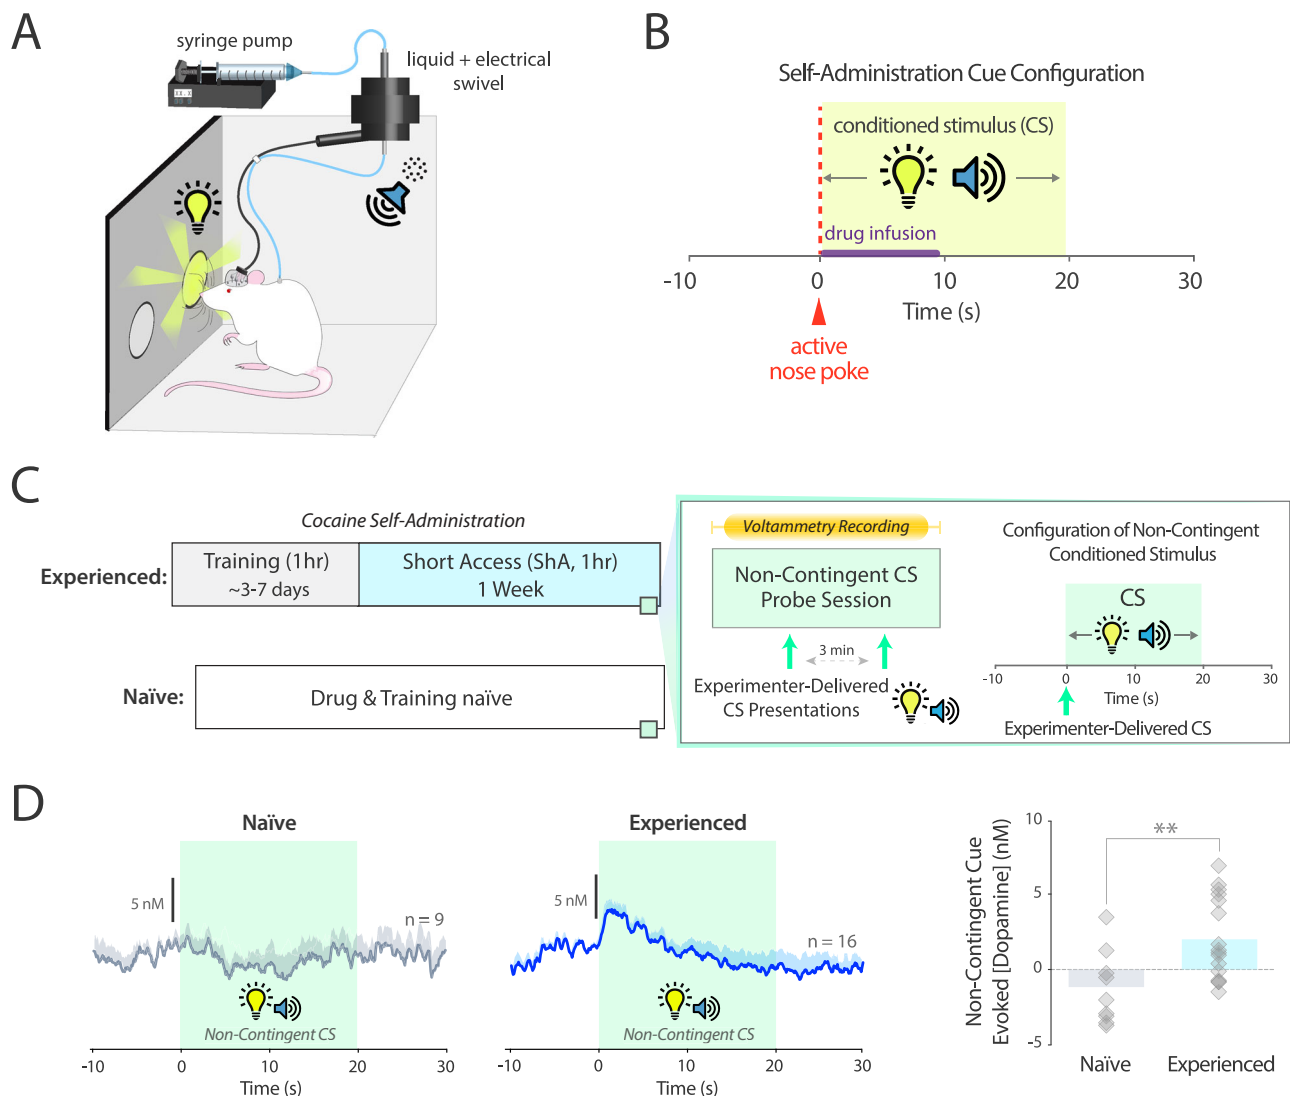 A
syringe pump
liquid + electrical
swivel
B
Self-Administration Cue Configuration
conditioned stimulus (CS)
drug infusion
-10 0 10 20 30
Time (s)
active
nose poke
C
Cocaine Self-Administration
Experienced:
Training (1hr)
~3-7 days
Short Access (ShA, 1hr)
1 Week
Naïve:
Drug & Training naïve
Voltammetry Recording
Non-Contingent CS
Probe Session
3 min
Experimenter-Delivered
CS Presentations
Configuration of Non-Contingent
Conditioned Stimulus
CS
-10 0 10 20 30
Time (s)
Experimenter-Delivered CS
D
Naïve
5 nM
n = 9
Non-Contingent CS
-10 0 10 20 30
Time (s)
Experienced
5 nM
n = 16
Non-Contingent CS
-10 0 10 20 30
Time (s)
Non-Contingent Cue
Evoked [Dopamine] (nM)
10
5
0
-5
**
Naïve Experienced